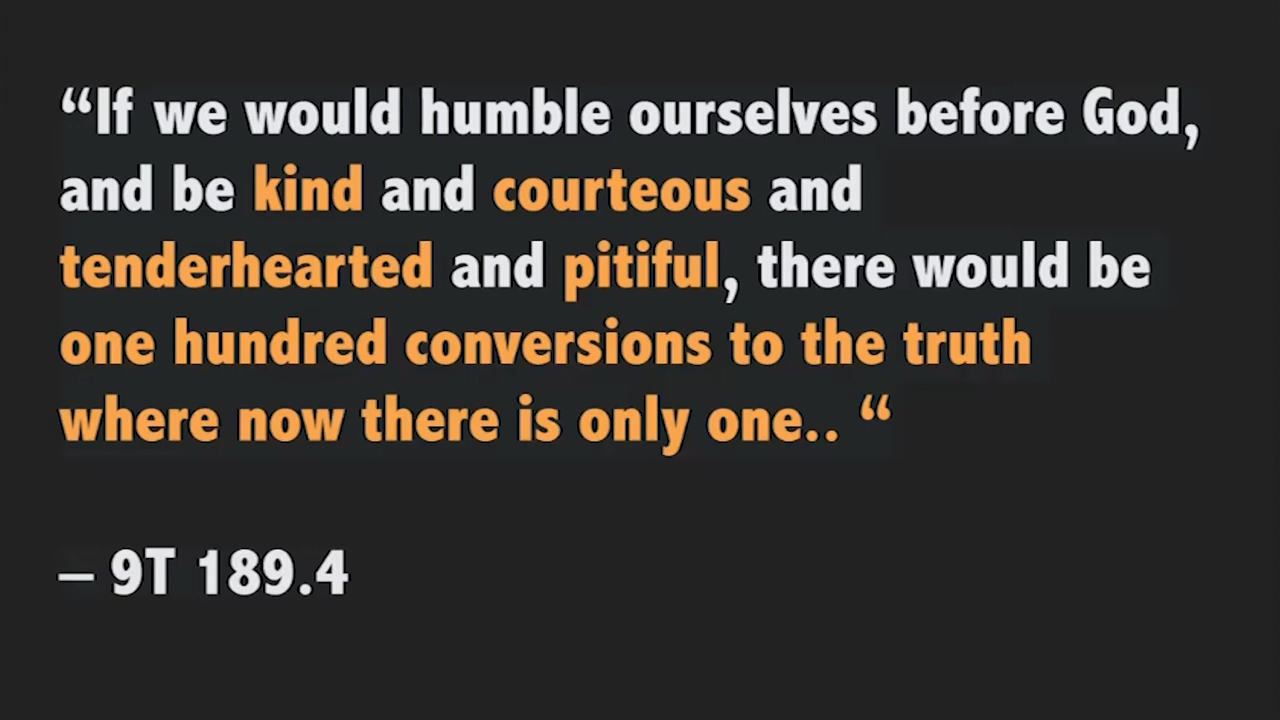 “If we would humble ourselves before God,
and be kind and courteous and
tenderhearted and pitiful, there would be
one hundred conversions to the truth
where now there is only one.. “
– 9T 189.4